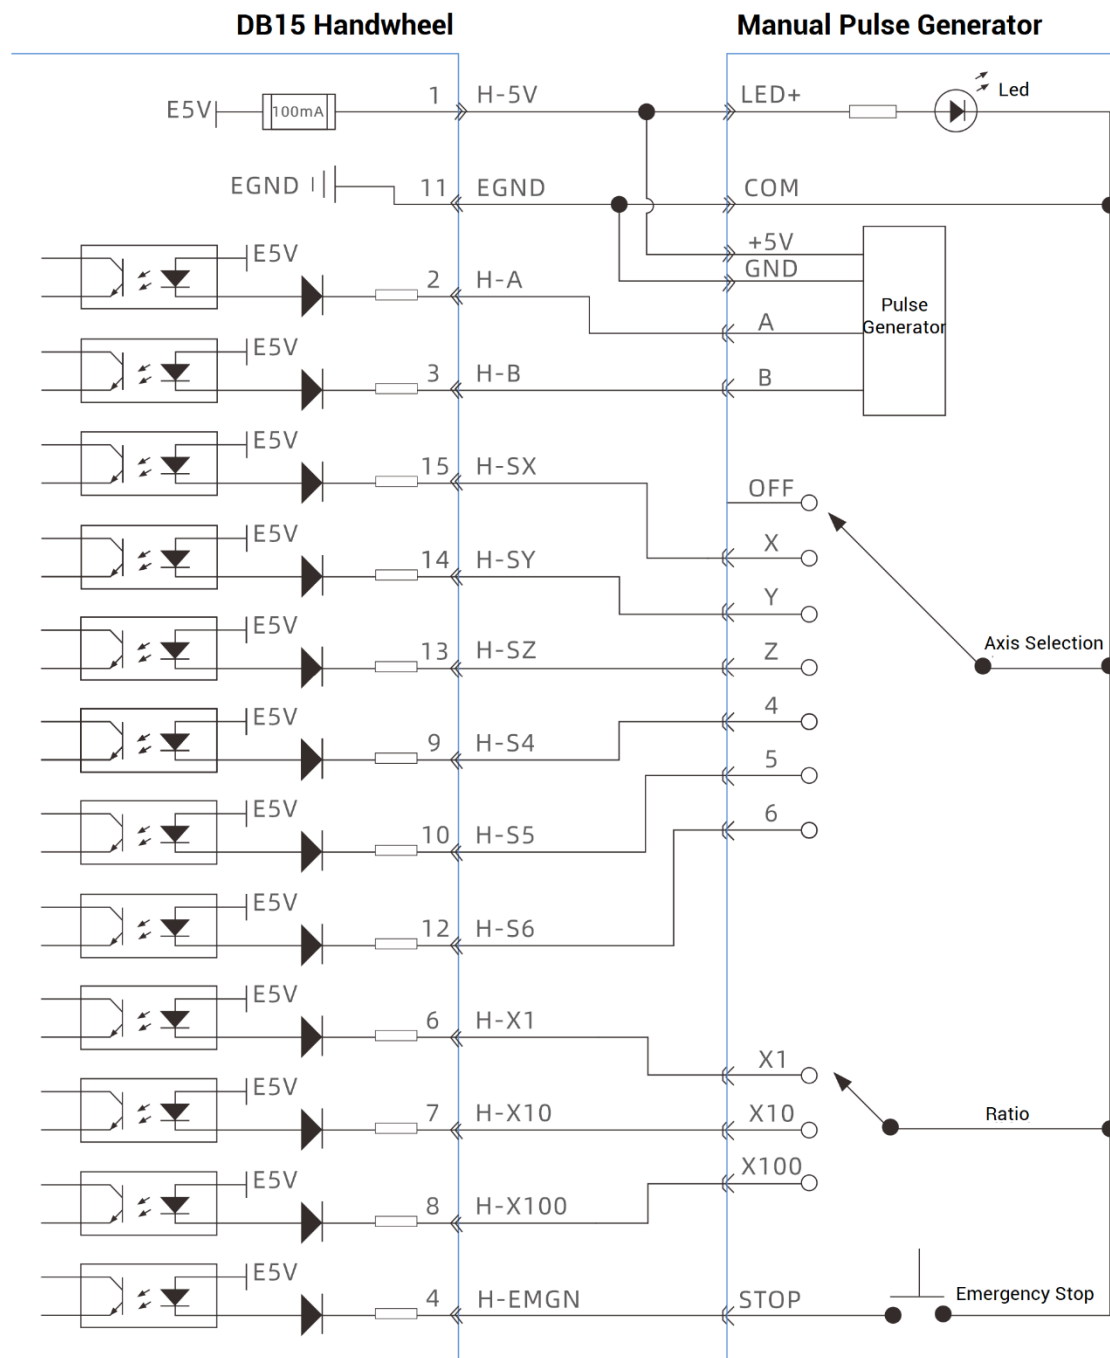 DB15 Handwheel Manual Pulse Generator
E5V 100mA 1 H-5V LED+ Led
EGND 11 EGND COM
E5V +5V
2 H-A GND
Pulse
Generator
A
E5V
3 H-B B
E5V
15 H-SX OFF
X
E5V
14 H-SY Y
E5V
13 H-SZ Z Axis Selection
E5V
9 H-S4 4
E5V
10 H-S5 5
E5V
12 H-S6 6
E5V
6 H-X1 X1
E5V
7 H-X10 X10 Ratio
E5V
8 H-X100 X100
E5V
4 H-EMGN STOP Emergency Stop